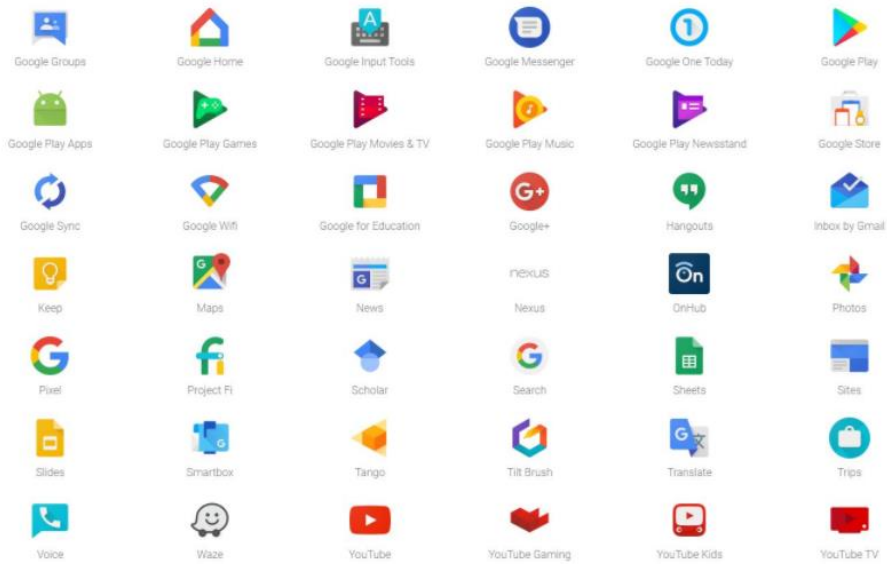 Google Groups
Google Home
Google Input Tools
Google Messenger
Google One Today
Google Play
Google Play Apps
Google Play Games
Google Play Movies & TV
Google Play Music
Google Play Newsstand
Google Store
Google Sync
Google Wifi
Google for Education
Google+
Hangouts
Inbox by Gmail
Keep
Maps
News
nexus
Nexus
On
OnHub
Photos
Pixel
Project Fi
Scholar
Search
Sheets
Sites
Slides
Smartbox
Tango
Tilt Brush
Translate
Trips
Voice
Waze
YouTube
YouTube Gaming
YouTube Kids
YouTube TV